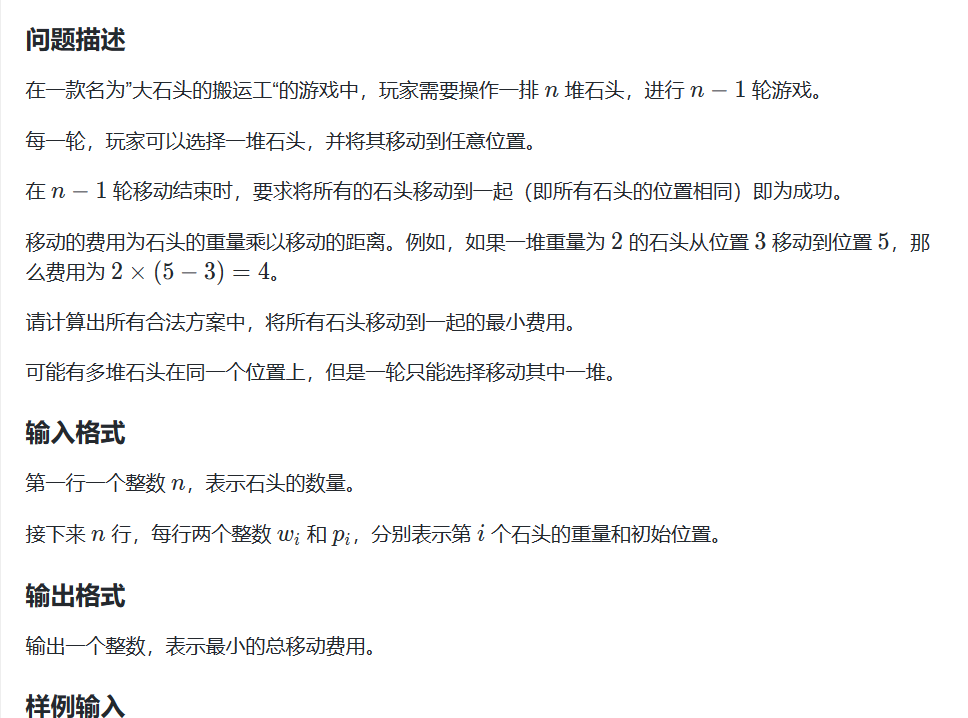 问题描述
在一款名为”大石头的搬运工“的游戏中，玩家需要操作一排 n 堆石头，进行 n − 1 轮游戏。
每一轮，玩家可以选择一堆石头，并将其移动到任意位置。
在 n − 1 轮移动结束时，要求将所有的石头移动到一起（即所有石头的位置相同）即为成功。
移动的费用为石头的重量乘以移动的距离。例如，如果一堆重量为 2 的石头从位置 3 移动到位置 5，那
么费用为 2 × (5 − 3) = 4。
请计算出所有合法方案中，将所有石头移动到一起的最小费用。
可能有多堆石头在同一个位置上，但是一轮只能选择移动其中一堆。
输入格式
第一行一个整数 n，表示石头的数量。
接下来 n 行，每行两个整数 wᵢ 和 pᵢ，分别表示第 i 个石头的重量和初始位置。
输出格式
输出一个整数，表示最小的总移动费用。
样例输入